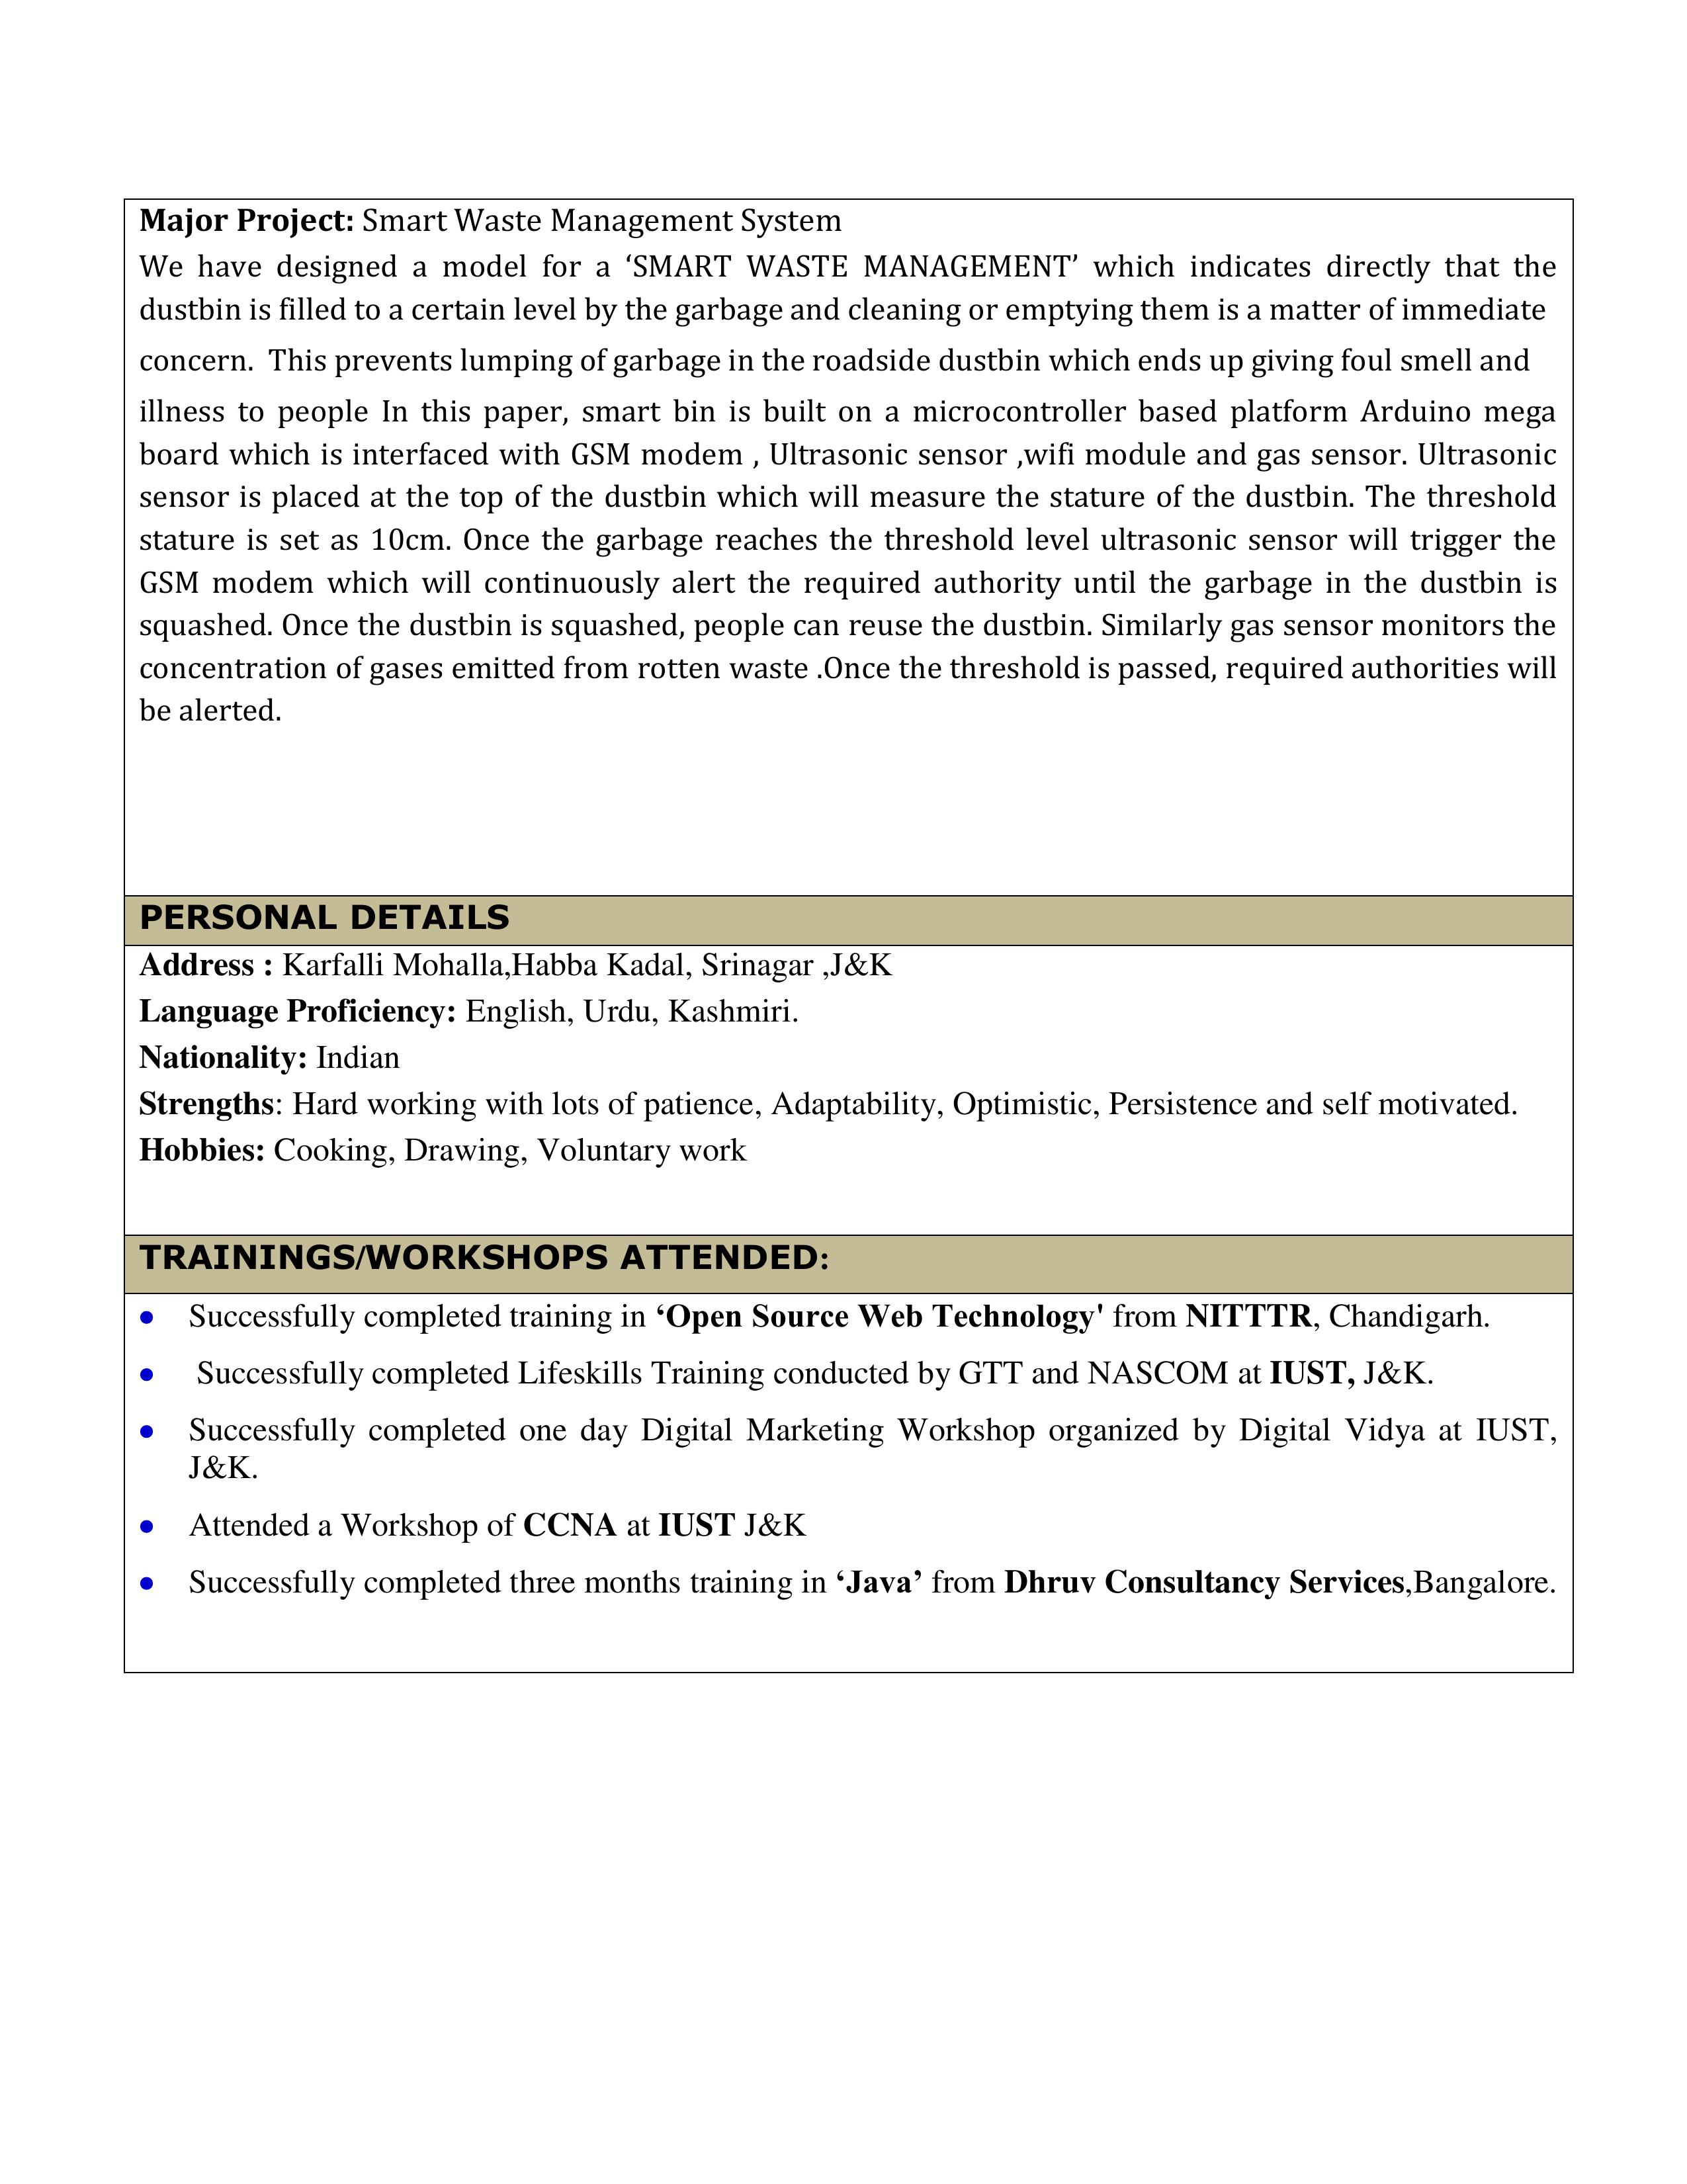 Major Project: Smart Waste Management System
We have designed a model for a ‘SMART WASTE MANAGEMENT’ which indicates directly that the
dustbin is filled to a certain level by the garbage and cleaning or emptying them is a matter of immediate
concern.  This prevents lumping of garbage in the roadside dustbin which ends up giving foul smell and
illness to people In this paper, smart bin is built on a microcontroller based platform Arduino mega
board which is interfaced with GSM modem , Ultrasonic sensor ,wifi module and gas sensor. Ultrasonic
sensor is placed at the top of the dustbin which will measure the stature of the dustbin. The threshold
stature is set as 10cm. Once the garbage reaches the threshold level ultrasonic sensor will trigger the
GSM modem which will continuously alert the required authority until the garbage in the dustbin is
squashed. Once the dustbin is squashed, people can reuse the dustbin. Similarly gas sensor monitors the
concentration of gases emitted from rotten waste .Once the threshold is passed, required authorities will
be alerted.
PERSONAL DETAILS
Address : Karfalli Mohalla,Habba Kadal, Srinagar ,J&K
Language Proficiency: English, Urdu, Kashmiri.
Nationality: Indian
Strengths: Hard working with lots of patience, Adaptability, Optimistic, Persistence and self motivated.
Hobbies: Cooking, Drawing, Voluntary work
TRAININGS/WORKSHOPS ATTENDED:
• Successfully completed training in ‘Open Source Web Technology' from NITTTR, Chandigarh.
• Successfully completed Lifeskills Training conducted by GTT and NASCOM at IUST, J&K.
• Successfully completed one day Digital Marketing Workshop organized by Digital Vidya at IUST,
J&K.
• Attended a Workshop of CCNA at IUST J&K
• Successfully completed three months training in ‘Java’ from Dhruv Consultancy Services,Bangalore.